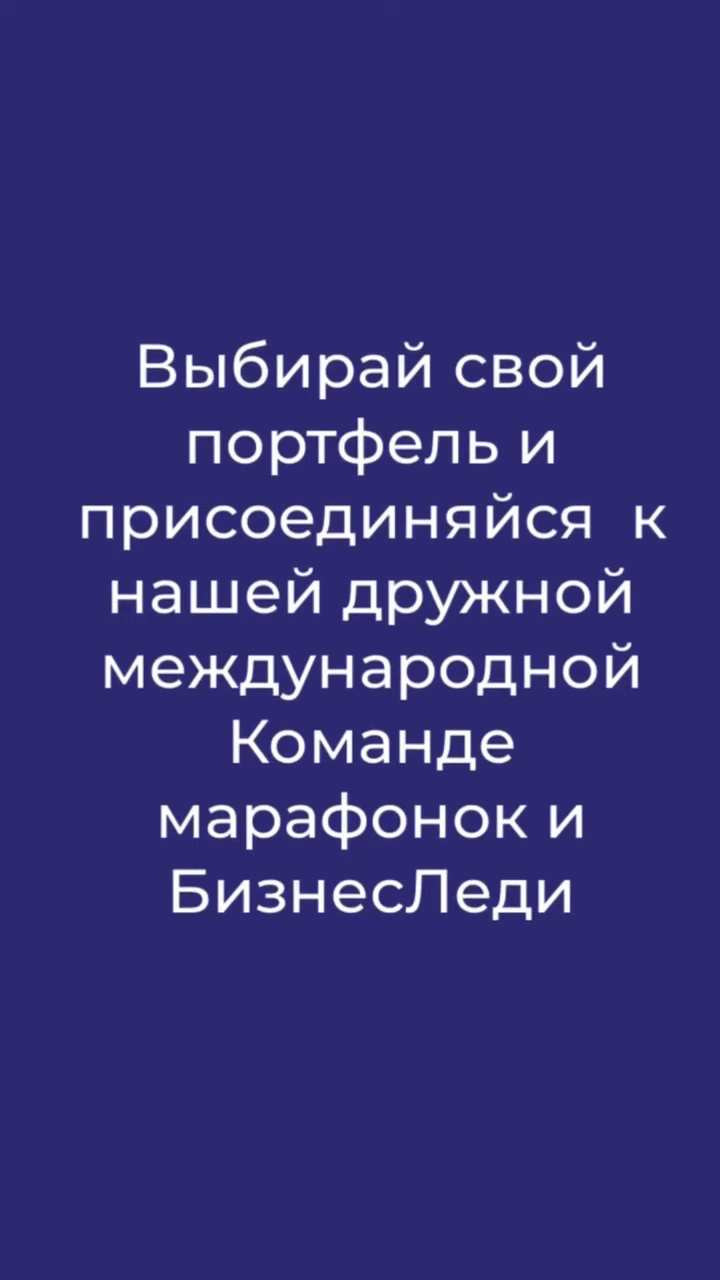 Выбирай свой
портфель и
присоединяйся  к
нашей дружной
международной
Команде
марафонок и
БизнесЛеди